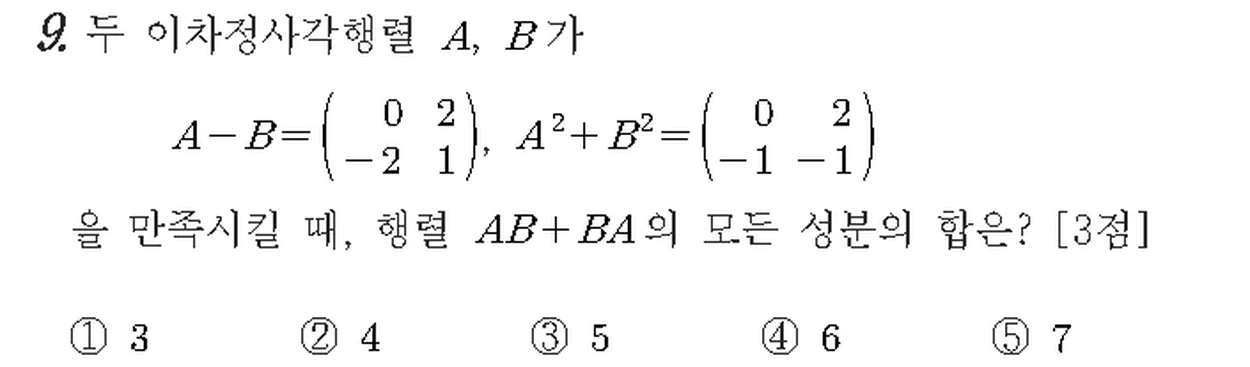 9. 두 이차정사각행렬 A, B가
A−B=(0 2; −2 1), A²+B²=(0 2; −1 −1)
을 만족시킬 때, 행렬 AB+BA의 모든 성분의 합은? [3점]
① 3 ② 4 ③ 5 ④ 6 ⑤ 7